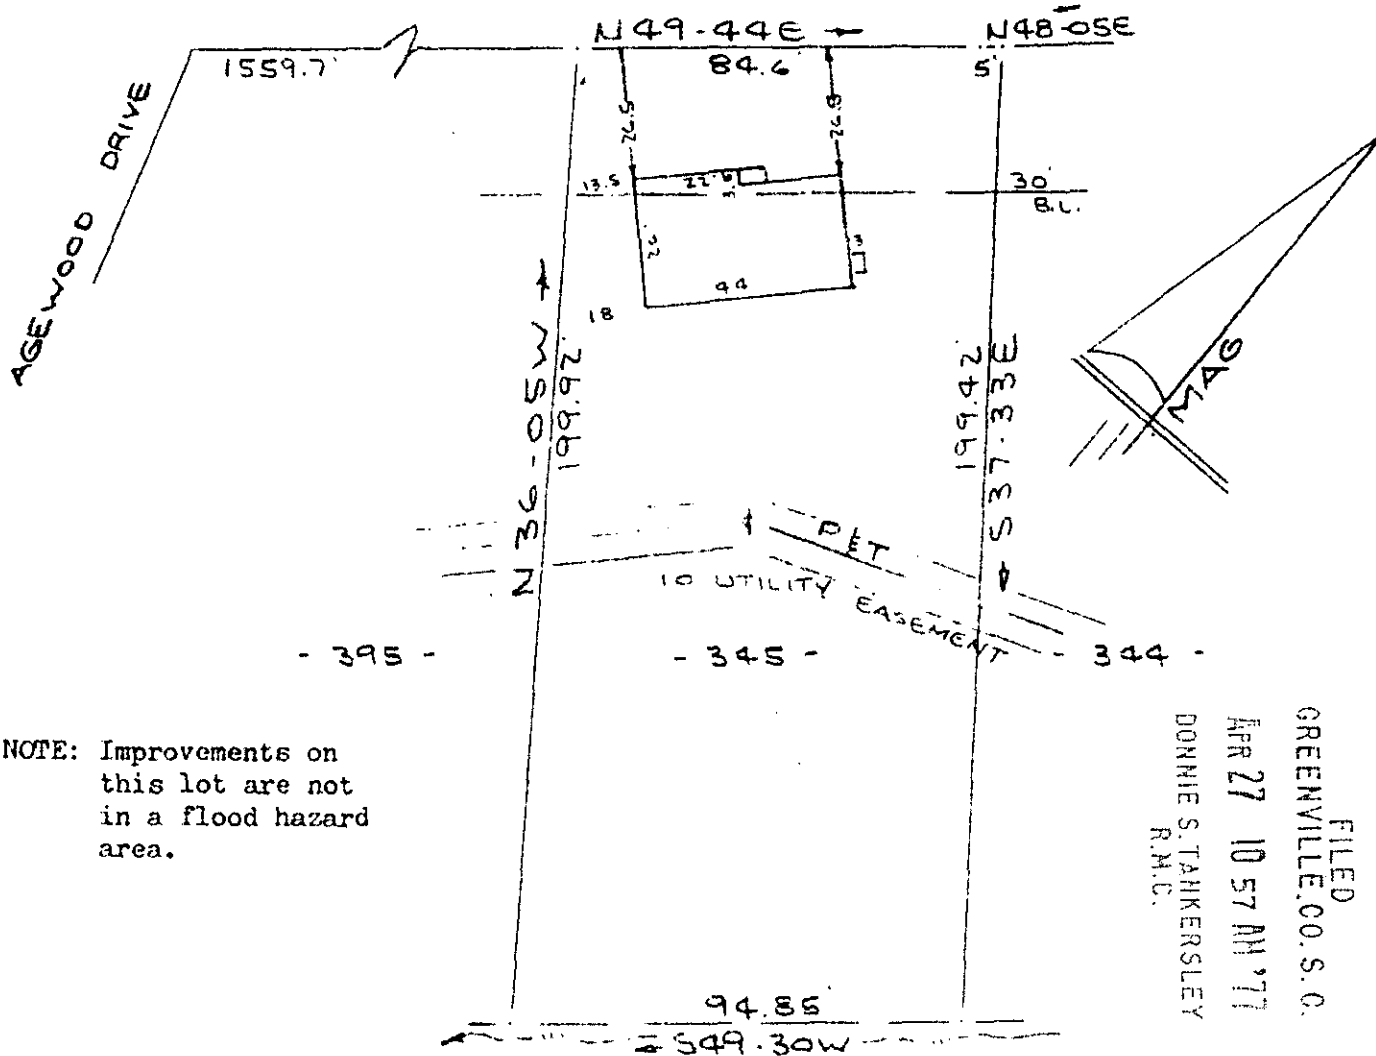 N49-44E
N48-05E
1559.7'
84.6
5'
AGEWOOD DRIVE
26.5
26.8
13.5
22.6
3
30'
B.L.
22
3
44
18
N 36-05W
199.92'
199.42'
S37-33E
MAG
P&T
10 UTILITY EASEMENT
- 395 -
- 345 -
- 344 -
NOTE: Improvements on
this lot are not
in a flood hazard
area.
FILED
GREENVILLE.CO. S. C.
APR 27 10 57 AM '77
DONNIE S. TANKERSLEY
R.M.C.
94.85'
S49-30W